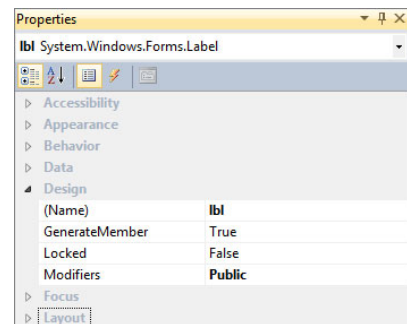 Properties
lbl System.Windows.Forms.Label
Accessibility
Appearance
Behavior
Data
Design
(Name) lbl
GenerateMember True
Locked False
Modifiers Public
Focus
Layout